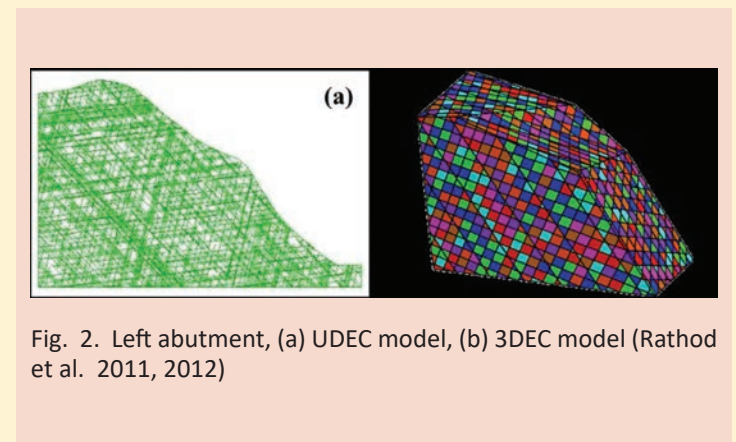 (a)
Fig. 2. Left abutment, (a) UDEC model, (b) 3DEC model (Rathod
et al. 2011, 2012)